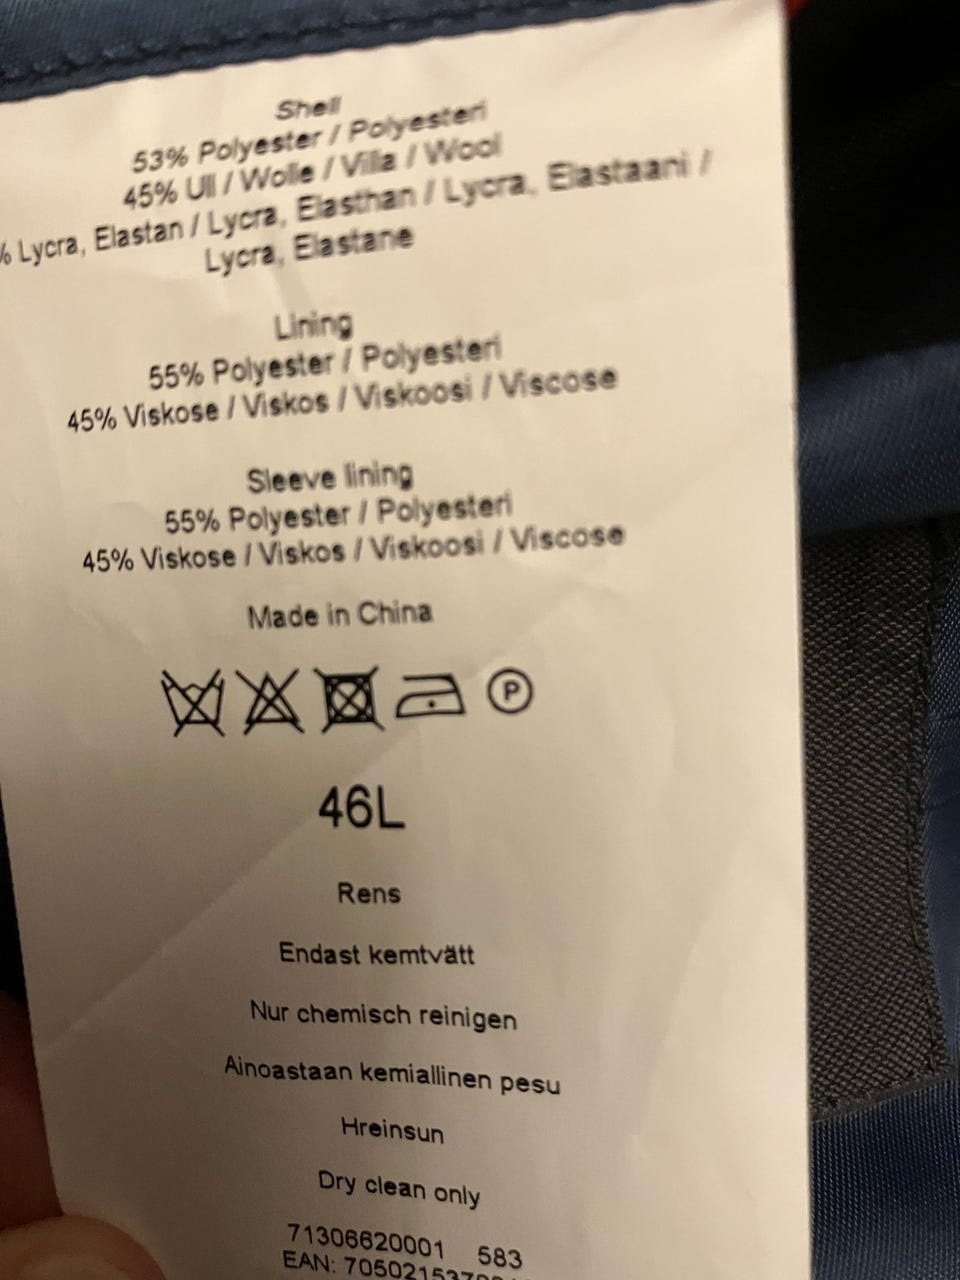 Shell
53% Polyester / Polyesteri
45% Ull / Wolle / Villa / Wool
% Lycra, Elastan / Lycra, Elasthan / Lycra, Elastaani /
Lycra, Elastane
Lining
55% Polyester / Polyesteri
45% Viskose / Viskos / Viskoosi / Viscose
Sleeve lining
55% Polyester / Polyesteri
45% Viskose / Viskos / Viskoosi / Viscose
Made in China
P
46L
Rens
Endast kemtvätt
Nur chemisch reinigen
Ainoastaan kemiallinen pesu
Hreinsun
Dry clean only
71306620001 583
EAN: